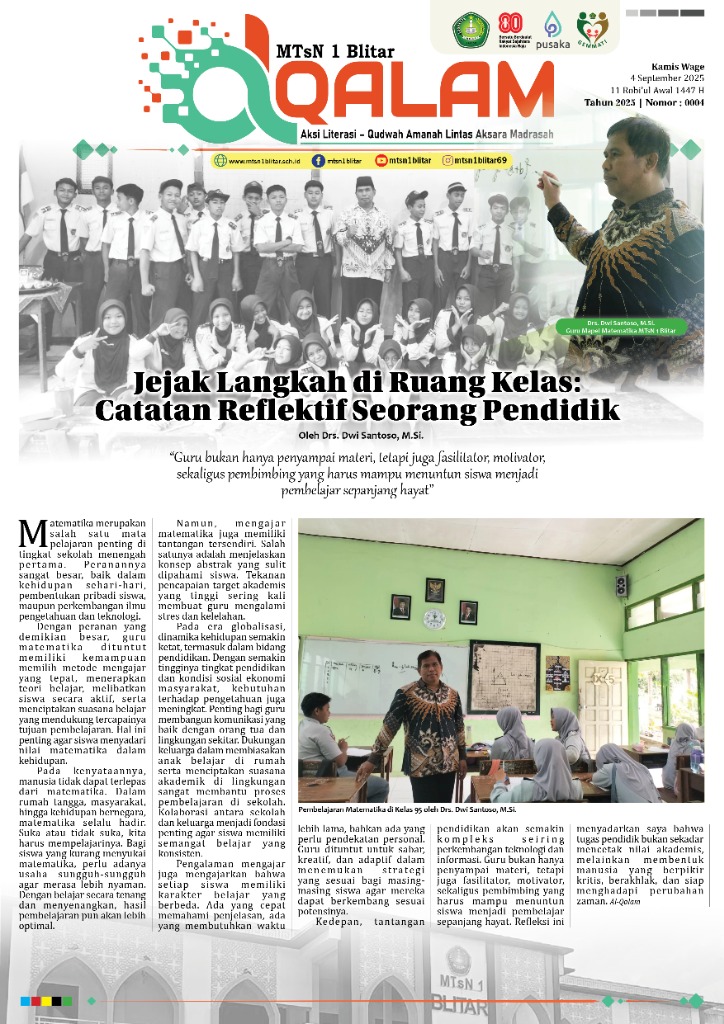 MTsN 1 Blitar
QALAM
Aksi Literasi – Qudwah Amanah Lintas Aksara Madrasah
80
Bersatu Berdaulat
Rakyat Sejahtera
Indonesia Maju
pusaka
GEMMATI
Kamis Wage
4 September 2025
11 Robi'ul Awal 1447 H
Tahun 2025 | Nomor : 0004
www.mtsn1blitar.sch.id
mtsn1blitar
mtsn1blitar
mtsn1blitar69
Drs. Dwi Santoso, M.Si.
Guru Mapel Matematika MTsN 1 Blitar
Jejak Langkah di Ruang Kelas:
Catatan Reflektif Seorang Pendidik
Oleh Drs. Dwi Santoso, M.Si.
“Guru bukan hanya penyampai materi, tetapi juga fasilitator, motivator,
sekaligus pembimbing yang harus mampu menuntun siswa menjadi
pembelajar sepanjang hayat”
Matematika merupakan
salah satu mata
pelajaran penting di
tingkat sekolah menengah
pertama. Peranannya
sangat besar, baik dalam
kehidupan sehari-hari,
pembentukan pribadi siswa,
maupun perkembangan ilmu
pengetahuan dan teknologi.
Dengan peranan yang
demikian besar, guru
matematika dituntut
memiliki kemampuan
memilih metode mengajar
yang tepat, menerapkan
teori belajar, melibatkan
siswa secara aktif, serta
menciptakan suasana belajar
yang mendukung tercapainya
tujuan pembelajaran. Hal ini
penting agar siswa menyadari
nilai matematika dalam
kehidupan.
Pada kenyataannya,
manusia tidak dapat terlepas
dari matematika. Dalam
rumah tangga, masyarakat,
hingga kehidupan bernegara,
matematika selalu hadir.
Suka atau tidak suka, kita
harus mempelajarinya. Bagi
siswa yang kurang menyukai
matematika, perlu adanya
usaha sungguh-sungguh
agar merasa lebih nyaman.
Dengan belajar secara tenang
dan menyenangkan, hasil
pembelajaran pun akan lebih
optimal.
Namun, mengajar
matematika juga memiliki
tantangan tersendiri. Salah
satunya adalah menjelaskan
konsep abstrak yang sulit
dipahami siswa. Tekanan
pencapaian target akademis
yang tinggi sering kali
membuat guru mengalami
stres dan kelelahan.
Pada era globalisasi,
dinamika kehidupan semakin
ketat, termasuk dalam bidang
pendidikan. Dengan semakin
tingginya tingkat pendidikan
dan kondisi sosial ekonomi
masyarakat, kebutuhan
terhadap pengetahuan juga
meningkat. Penting bagi guru
membangun komunikasi yang
baik dengan orang tua dan
lingkungan sekitar. Dukungan
keluarga dalam membiasakan
anak belajar di rumah
serta menciptakan suasana
akademik di lingkungan
sangat membantu proses
pembelajaran di sekolah.
Kolaborasi antara sekolah
dan keluarga menjadi fondasi
penting agar siswa memiliki
semangat belajar yang
konsisten.
Pengalaman mengajar
juga mengajarkan bahwa
setiap siswa memiliki
karakter belajar yang
berbeda. Ada yang cepat
memahami penjelasan, ada
yang membutuhkan waktu
Pembelajaran Matematika di Kelas 9S oleh Drs. Dwi Santoso, M.Si.
lebih lama, bahkan ada yang
perlu pendekatan personal.
Guru dituntut untuk sabar,
kreatif, dan adaptif dalam
menemukan strategi
yang sesuai bagi masing-
masing siswa agar mereka
dapat berkembang sesuai
potensinya.
Kedepan, tantangan
pendidikan akan semakin
kompleks seiring
perkembangan teknologi dan
informasi. Guru bukan hanya
penyampai materi, tetapi
juga fasilitator, motivator,
sekaligus pembimbing yang
harus mampu menuntun
siswa menjadi pembelajar
sepanjang hayat. Refleksi ini
menyadarkan saya bahwa
tugas pendidik bukan sekadar
mencetak nilai akademis,
melainkan membentuk
manusia yang berpikir
kritis, berakhlak, dan siap
menghadapi perubahan
zaman. Al-Qalam
MTsN 1
BLITAR